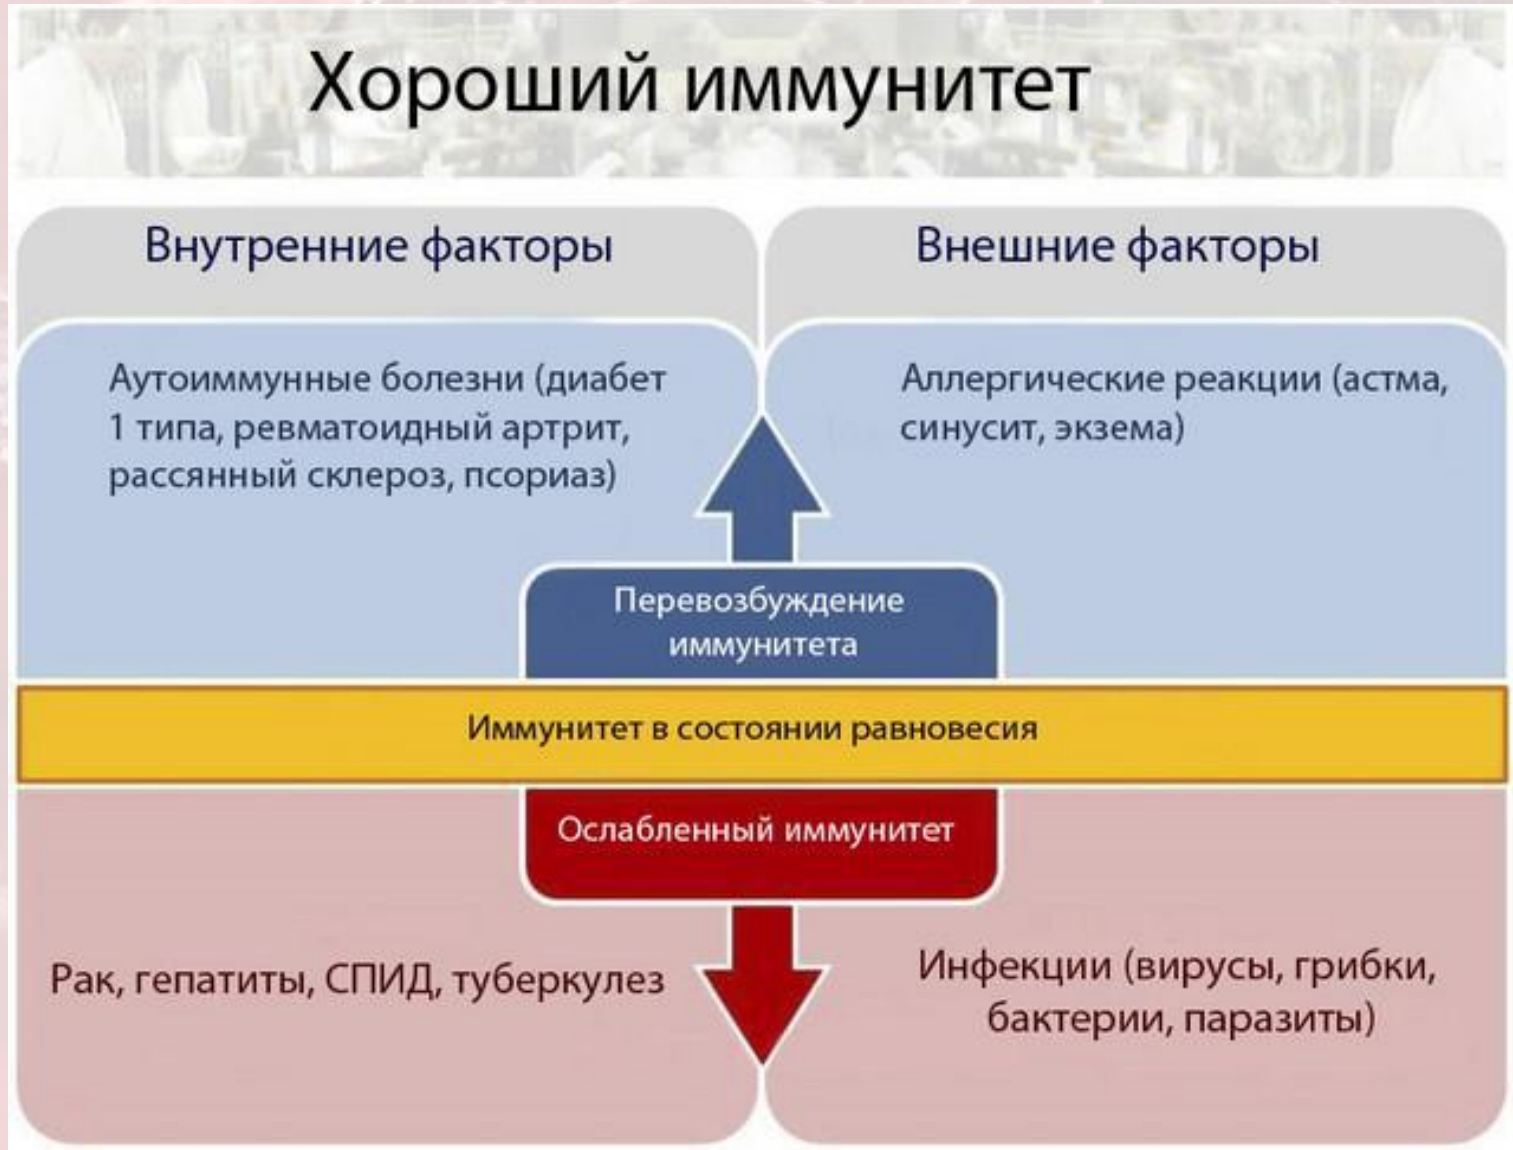 Хороший иммунитет
Внутренние факторы
Внешние факторы
Аутоиммунные болезни (диабет
1 типа, ревматоидный артрит,
рассянный склероз, псориаз)
Аллергические реакции (астма,
синусит, экзема)
Перевозбуждение
иммунитета
Иммунитет в состоянии равновесия
Ослабленный иммунитет
Рак, гепатиты, СПИД, туберкулез
Инфекции (вирусы, грибки,
бактерии, паразиты)